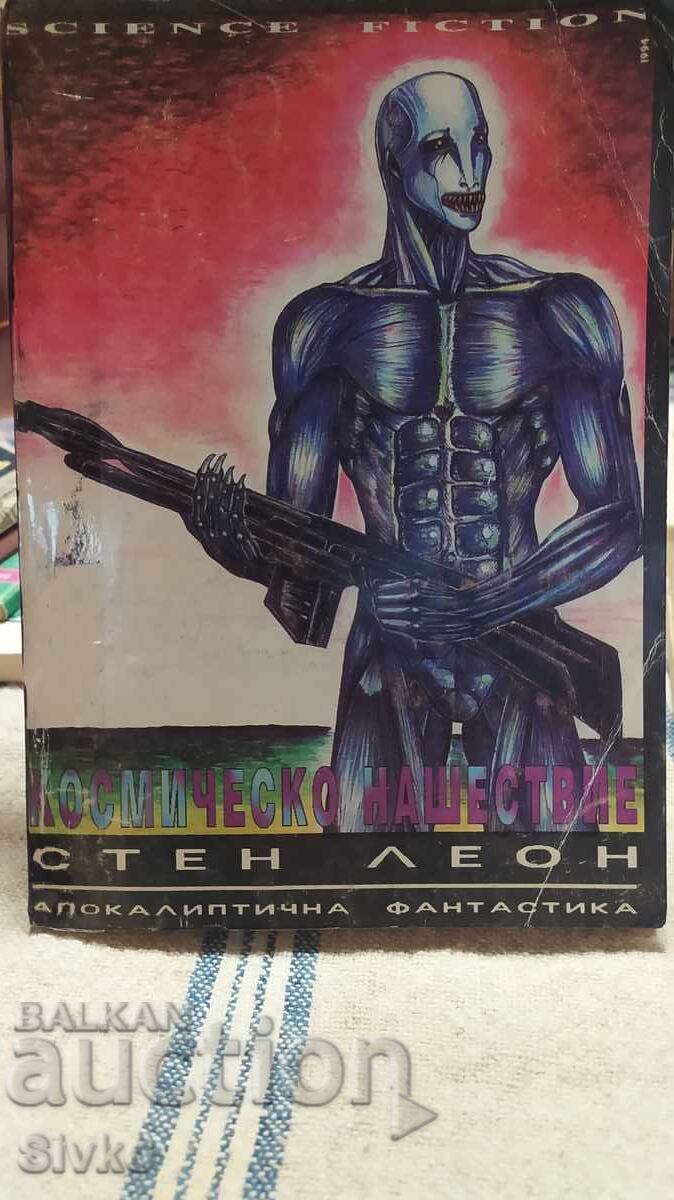 SCIENCE FICTION
1994
КОСМИЧЕСКО НАШЕСТВИЕ
СТЕН ЛЕОН
АПОКАЛИПТИЧНА ФАНТАСТИКА
BALKAN
auction
Sivko